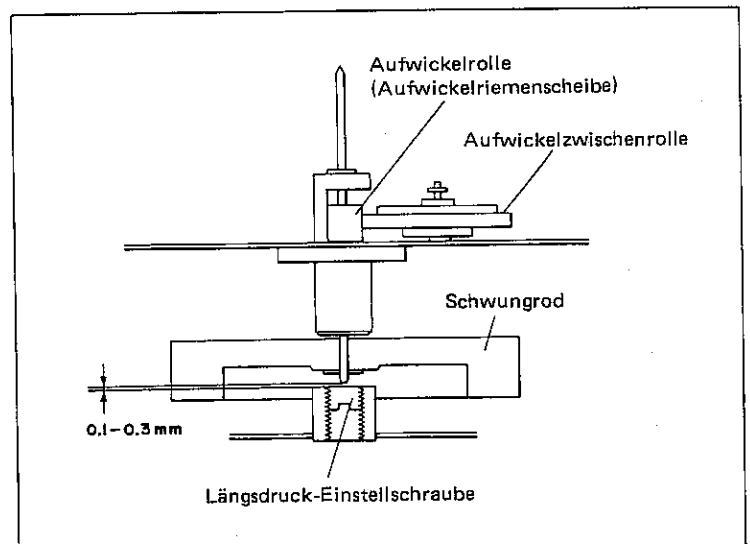 Aufwickelrolle
(Aufwickelriemenscheibe)
Aufwickelzwischenrolle
Schwungrod
0,1–0,3 mm
Längsdruck-Einstellschraube